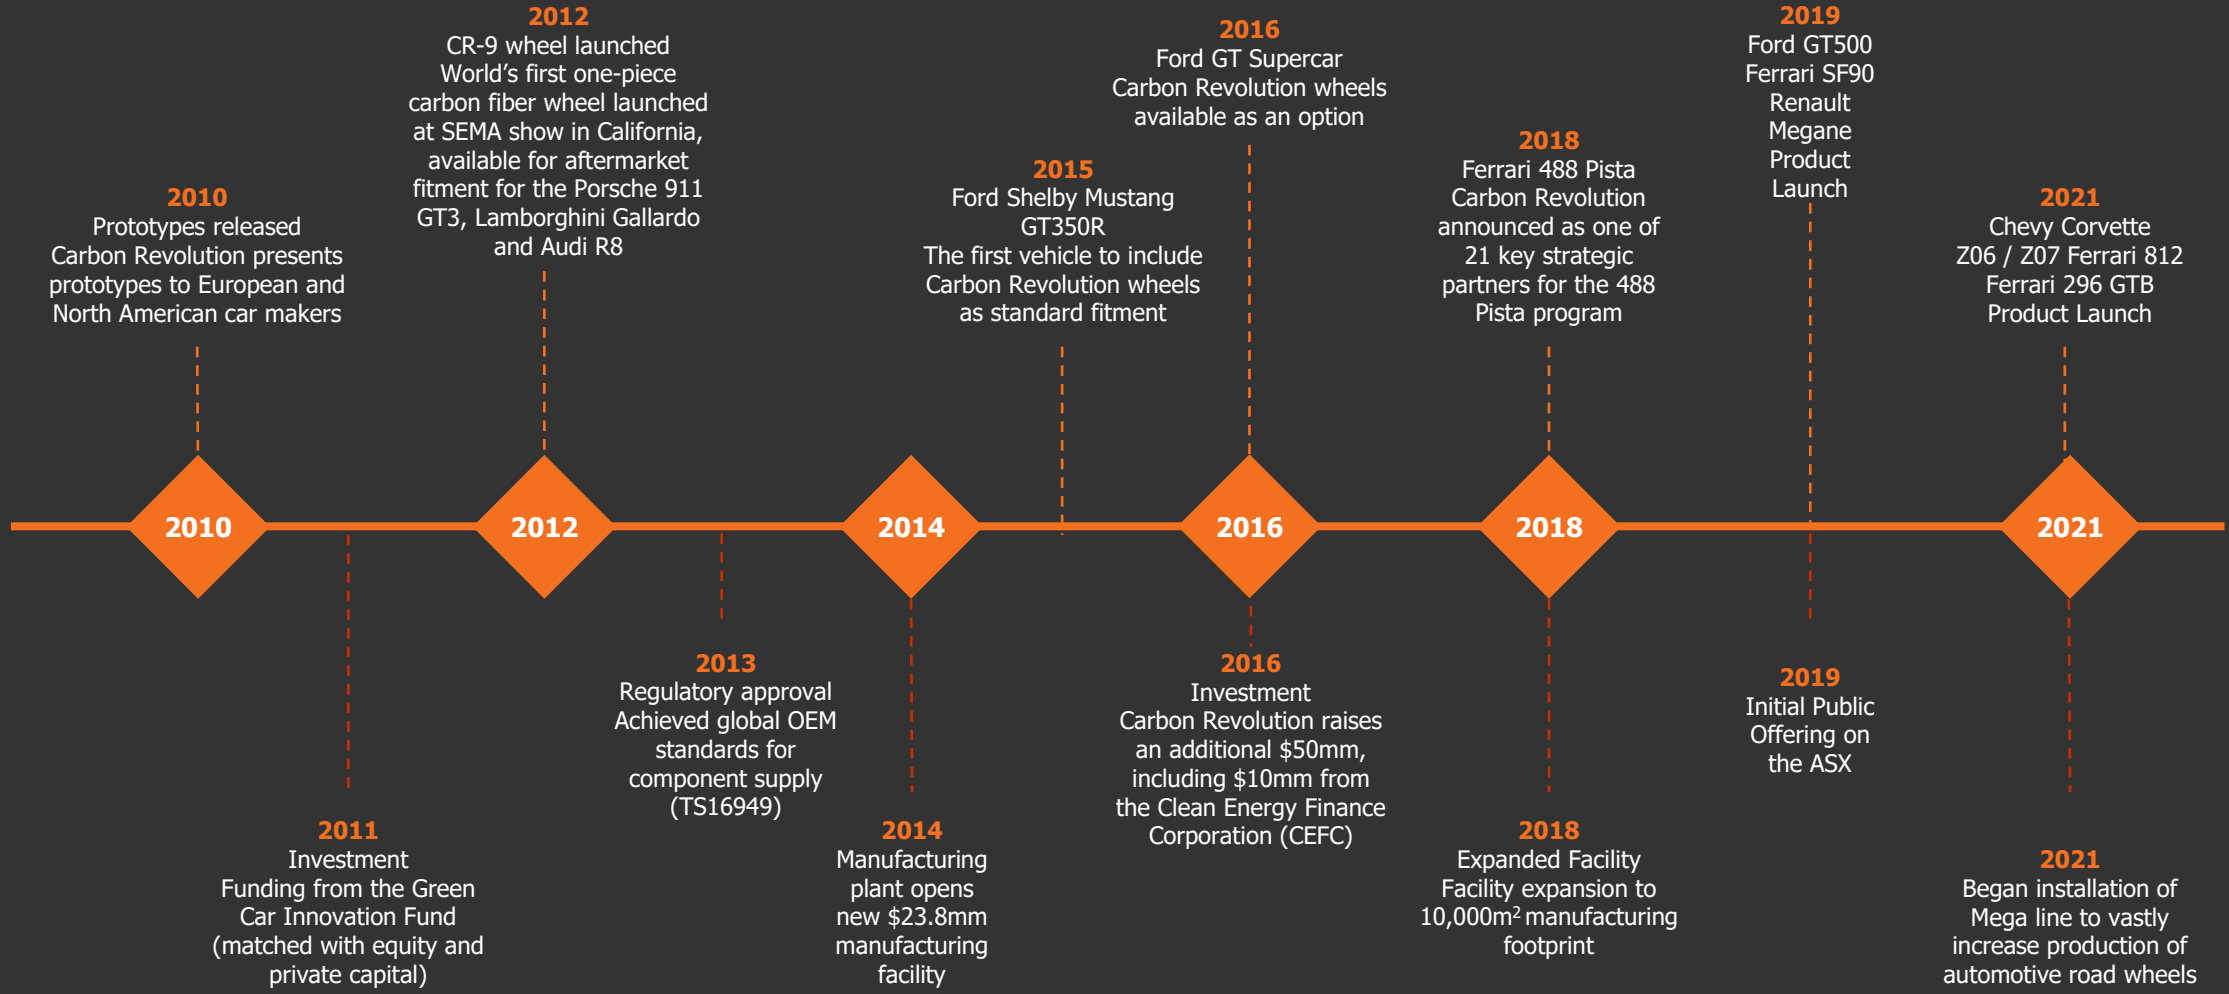 2010
Prototypes released
Carbon Revolution presents
prototypes to European and
North American car makers
2012
CR-9 wheel launched
World’s first one-piece
carbon fiber wheel launched
at SEMA show in California,
available for aftermarket
fitment for the Porsche 911
GT3, Lamborghini Gallardo
and Audi R8
2015
Ford Shelby Mustang
GT350R
The first vehicle to include
Carbon Revolution wheels
as standard fitment
2016
Ford GT Supercar
Carbon Revolution wheels
available as an option
2018
Ferrari 488 Pista
Carbon Revolution
announced as one of
21 key strategic
partners for the 488
Pista program
2019
Ford GT500
Ferrari SF90
Renault
Megane
Product
Launch
2021
Chevy Corvette
Z06 / Z07 Ferrari 812
Ferrari 296 GTB
Product Launch
2010
2012
2014
2016
2018
2021
2011
Investment
Funding from the Green
Car Innovation Fund
(matched with equity and
private capital)
2013
Regulatory approval
Achieved global OEM
standards for
component supply
(TS16949)
2014
Manufacturing
plant opens
new $23.8mm
manufacturing
facility
2016
Investment
Carbon Revolution raises
an additional $50mm,
including $10mm from
the Clean Energy Finance
Corporation (CEFC)
2018
Expanded Facility
Facility expansion to
10,000m² manufacturing
footprint
2019
Initial Public
Offering on
the ASX
2021
Began installation of
Mega line to vastly
increase production of
automotive road wheels